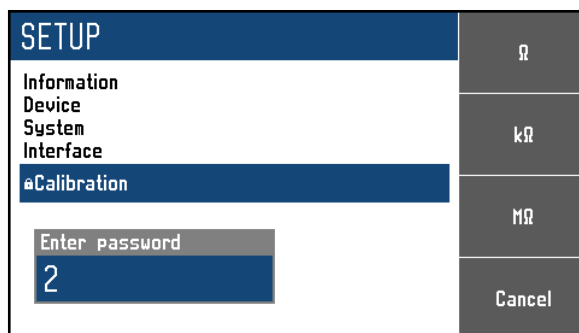 SETUP
Information
Device
System
Interface
Calibration
Enter password
2
Ω
kΩ
MΩ
Cancel